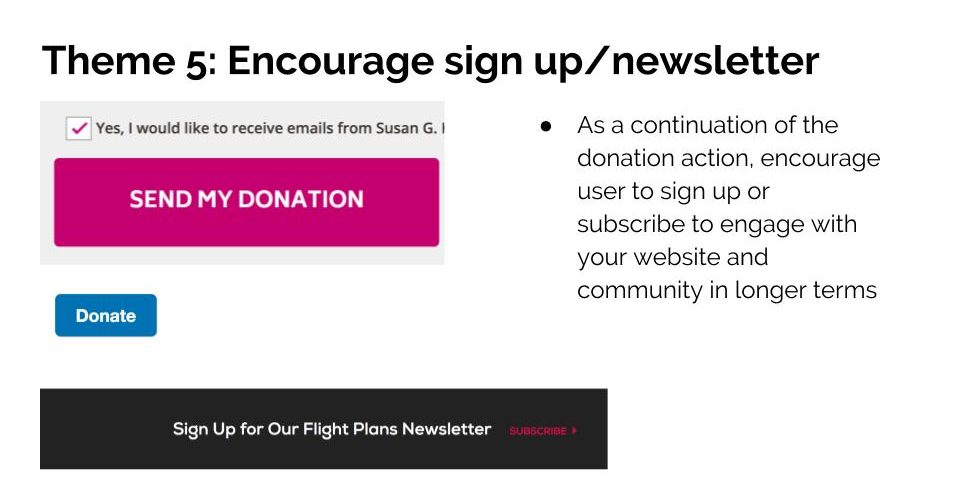 Theme 5: Encourage sign up/newsletter
Yes, I would like to receive emails from Susan G.
SEND MY DONATION
Donate
Sign Up for Our Flight Plans Newsletter SUBSCRIBE
● As a continuation of the
donation action, encourage
user to sign up or
subscribe to engage with
your website and
community in longer terms